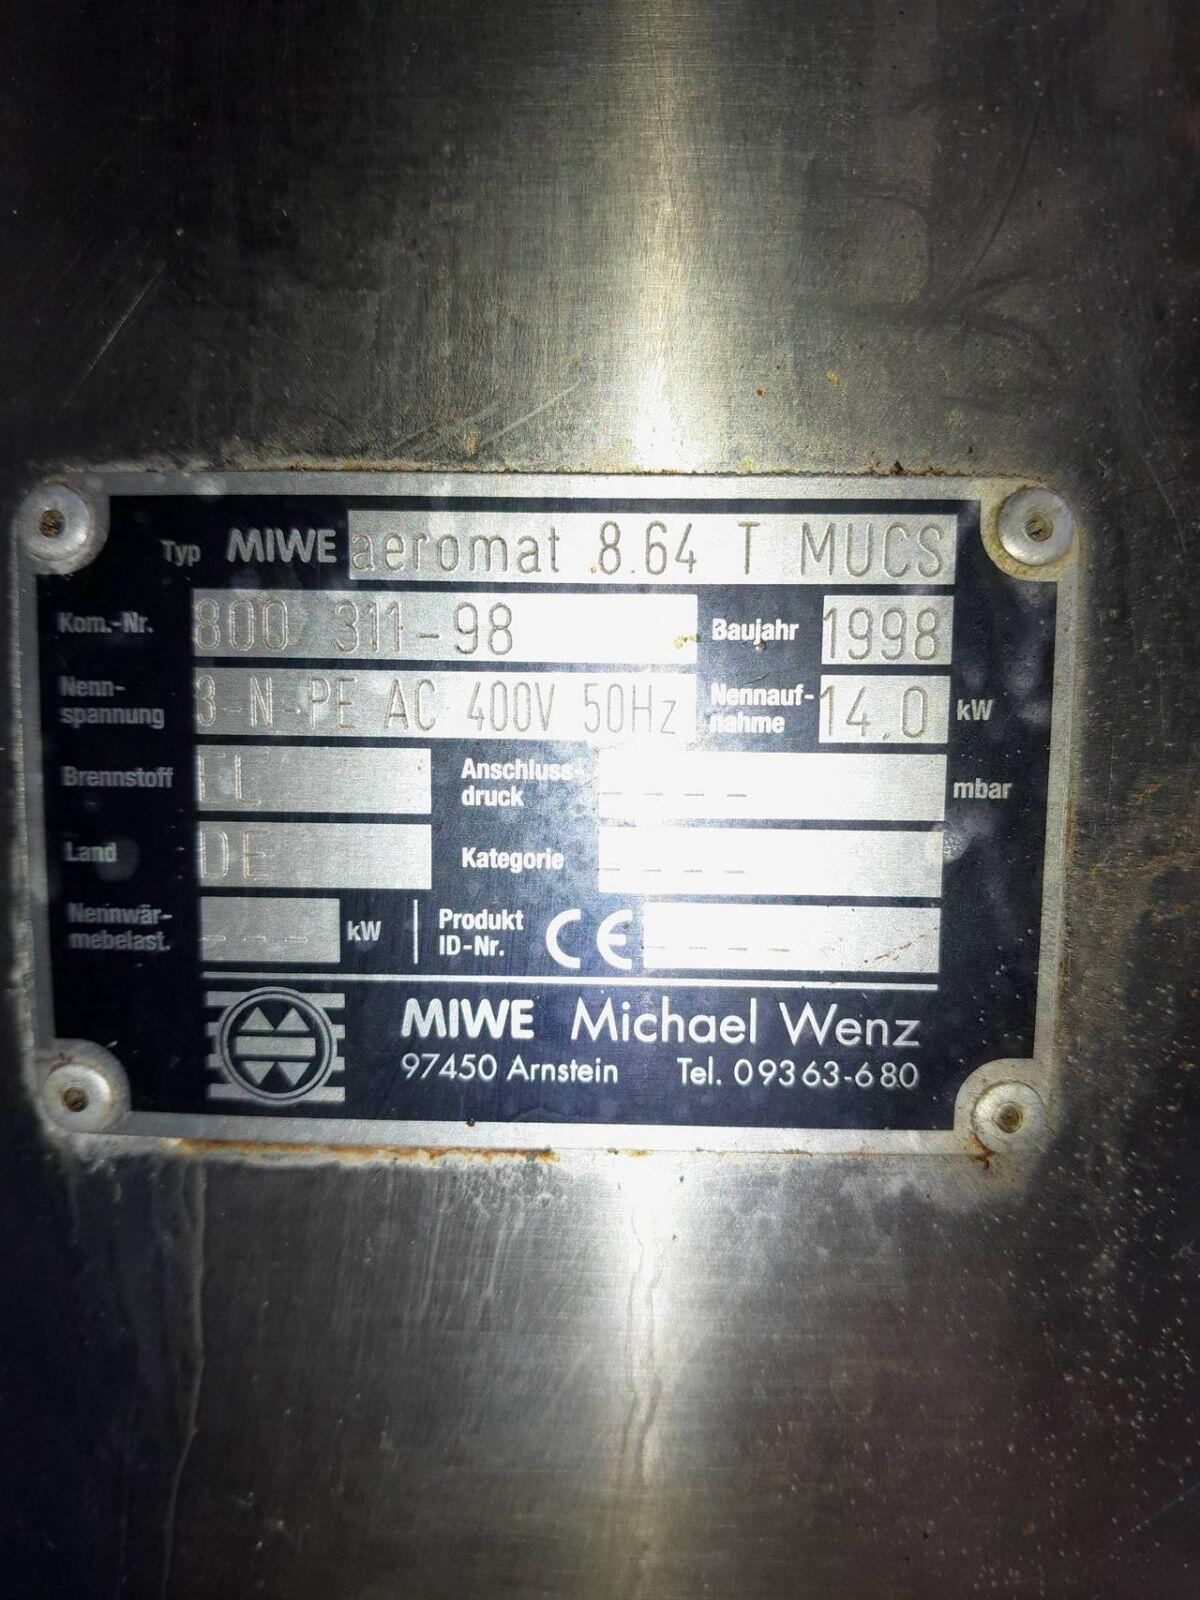 Typ MIWE aeromat 8.64 T MUCS
Kom.-Nr. 800 311-98 Baujahr 1998
Nenn-spannung 3-N-PE AC 400V 50Hz Nennauf-nahme 14.0 kW
Brennstoff EL Anschluss-druck ---- mbar
Land DE Kategorie ----
Nennwär-mebelast. --- kW Produkt ID-Nr. CE ----
MIWE Michael Wenz
97450 Arnstein Tel. 09363-680